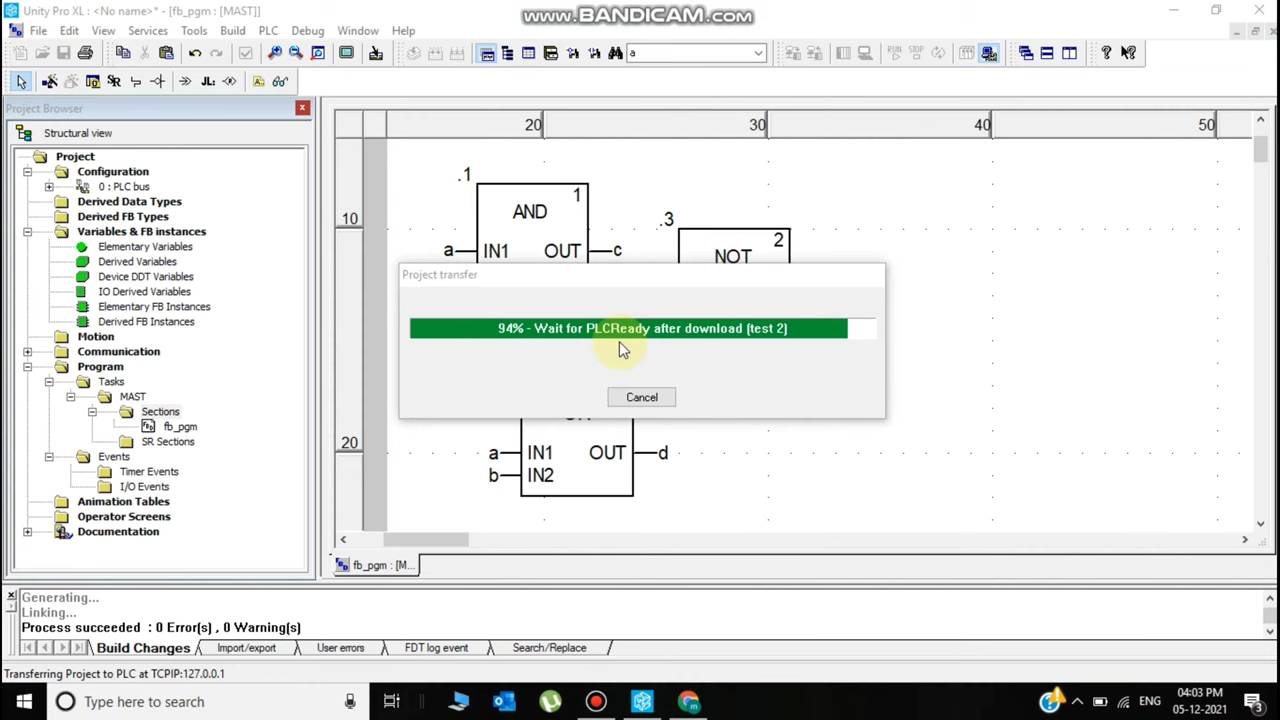 www.BANDICAM.com
Unity Pro XL : <No name>* - [fb_pgm : [MAST]]
File Edit View Services Tools Build PLC Debug Window Help
a
Project Browser
Structural view
Project
Configuration
0 : PLC bus
Derived Data Types
Derived FB Types
Variables & FB instances
Elementary Variables
Derived Variables
Device DDT Variables
IO Derived Variables
Elementary FB Instances
Derived FB Instances
Motion
Communication
Program
Tasks
MAST
Sections
fb_pgm
SR Sections
Events
Timer Events
I/O Events
Animation Tables
Operator Screens
Documentation
20 30 40 50
10
20
.1
1
AND
a IN1 OUT c
.3
2
NOT
Project transfer
94% - Wait for PLCReady after download (test 2)
Cancel
a IN1 OUT d
b IN2
fb_pgm : [M...
Generating...
Linking...
Process succeeded : 0 Error(s) , 0 Warning(s)
Build Changes Import/export User errors FDT log event Search/Replace
Transferring Project to PLC at TCPIP:127.0.0.1
Type here to search
ENG
04:03 PM
05-12-2021
3